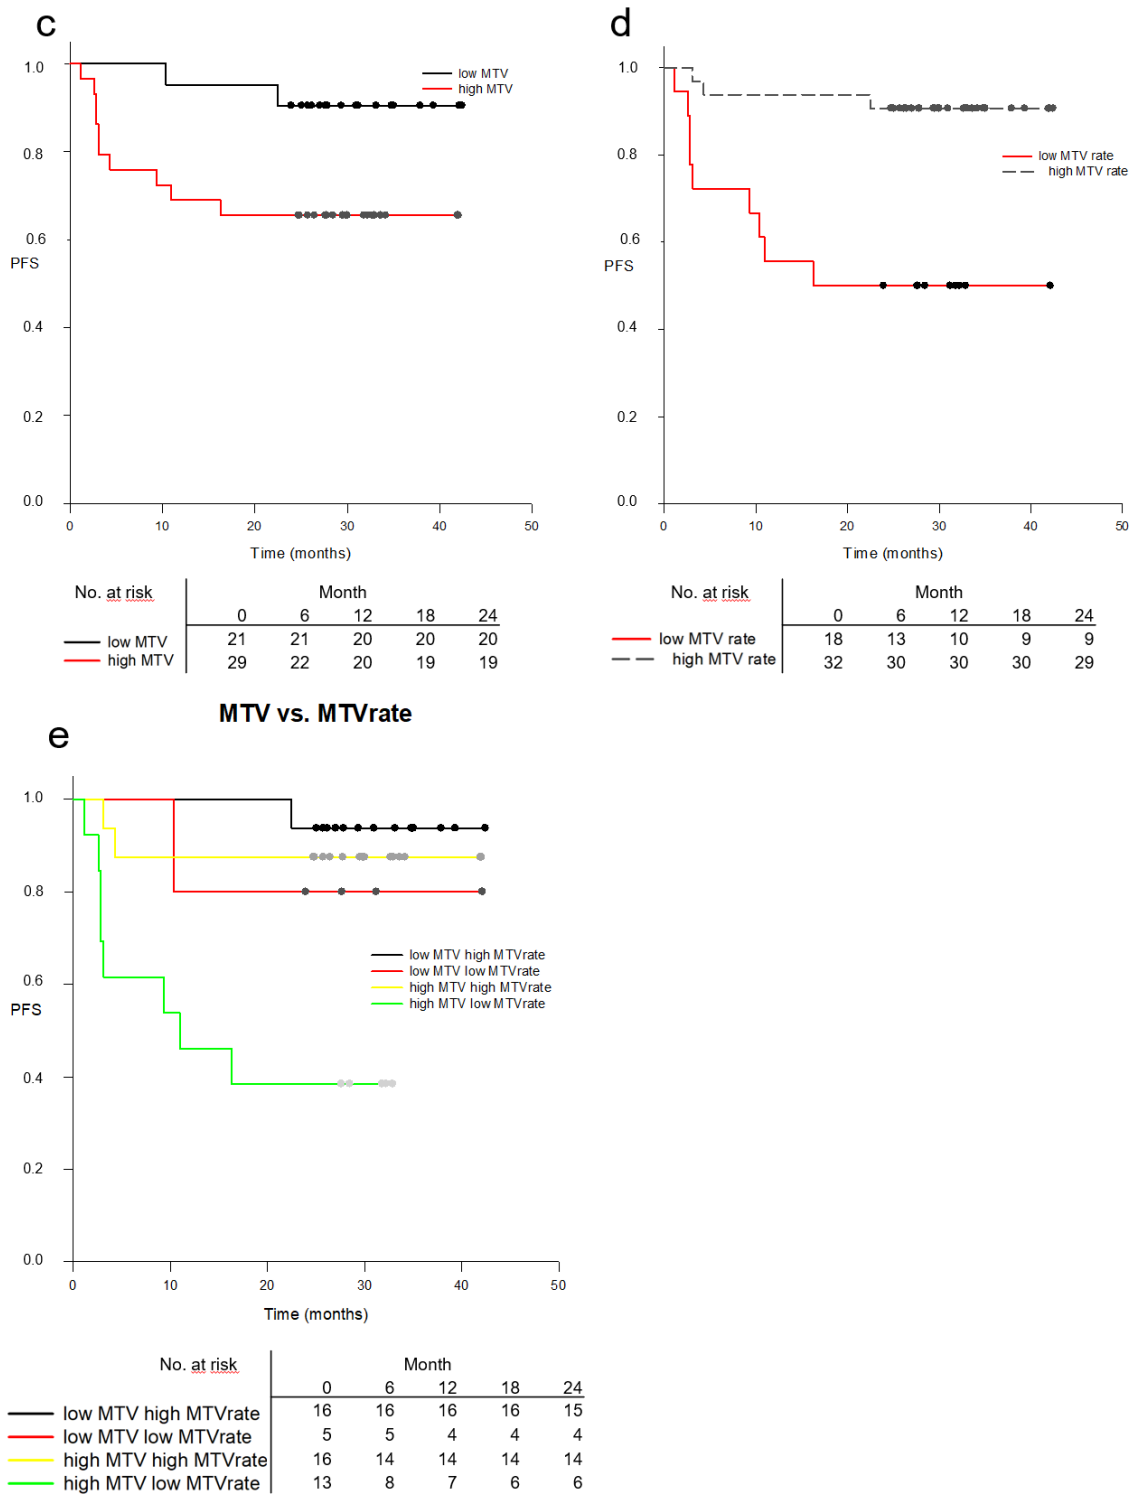 c
1.0
0.8
0.6
PFS
0.4
0.2
0.0
low MTV
high MTV
0 10 20 30 40 50
Time (months)
No. at risk Month
0 6 12 18 24
low MTV 21 21 20 20 20
high MTV 29 22 20 19 19
d
1.0
0.8
0.6
PFS
0.4
0.2
0.0
low MTV rate
high MTV rate
0 10 20 30 40 50
Time (months)
No. at risk Month
0 6 12 18 24
low MTV rate 18 13 10 9 9
high MTV rate 32 30 30 30 29
MTV vs. MTVrate
e
1.0
0.8
0.6
PFS
0.4
0.2
0.0
low MTV high MTVrate
low MTV low MTVrate
high MTV high MTVrate
high MTV low MTVrate
0 10 20 30 40 50
Time (months)
No. at risk Month
0 6 12 18 24
low MTV high MTVrate 16 16 16 16 15
low MTV low MTVrate 5 5 4 4 4
high MTV high MTVrate 16 14 14 14 14
high MTV low MTVrate 13 8 7 6 6